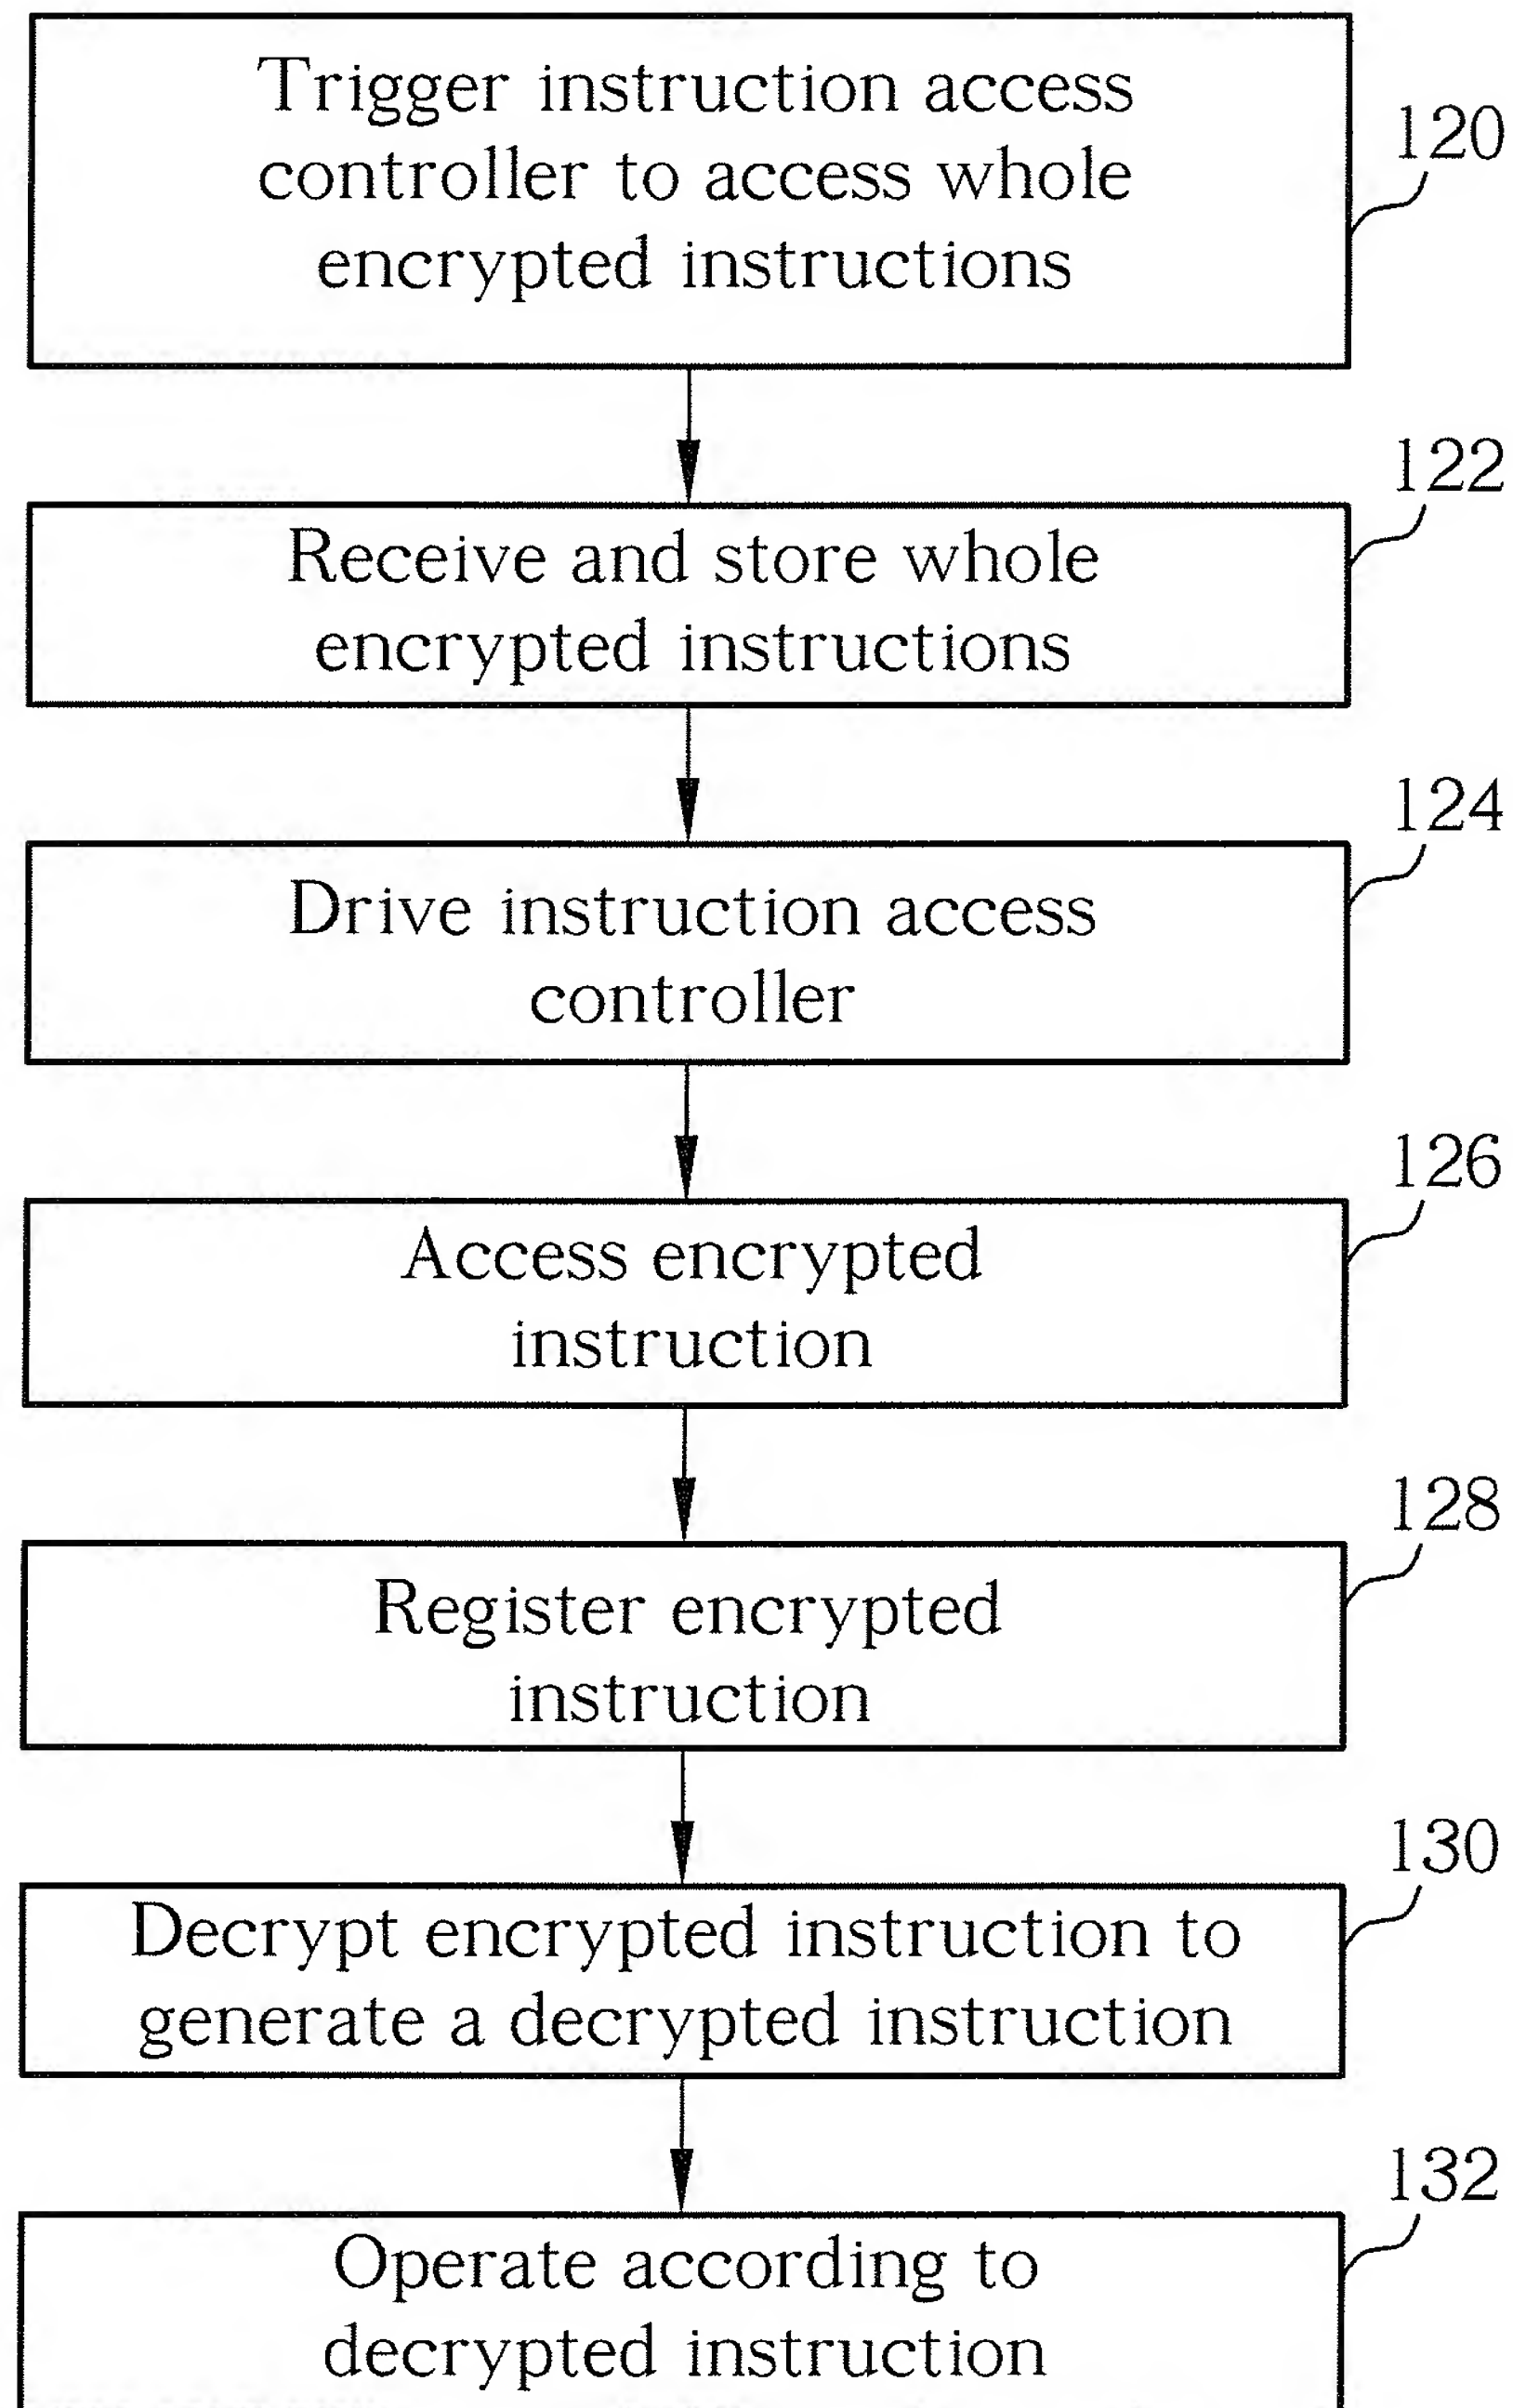 Trigger instruction access
controller to access whole
encrypted instructions
120
Receive and store whole
encrypted instructions
122
Drive instruction access
controller
124
Access encrypted
instruction
126
Register encrypted
instruction
128
Decrypt encrypted instruction to
generate a decrypted instruction
130
Operate according to
decrypted instruction
132